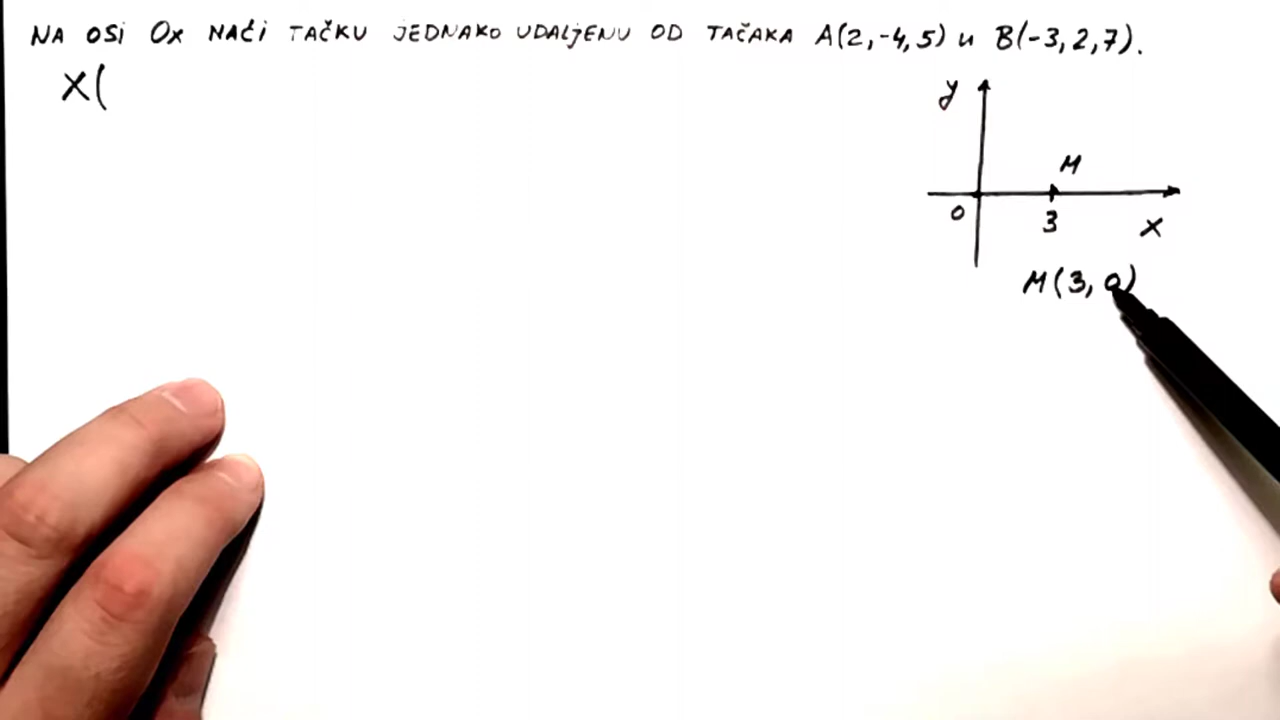 NA OSI Ox NAĆI TAČKU JEDNAKO UDALJENU OD TAČAKA A(2,-4,5) и B(-3,2,7).
X(
y
M
0
3
x
M(3,0)